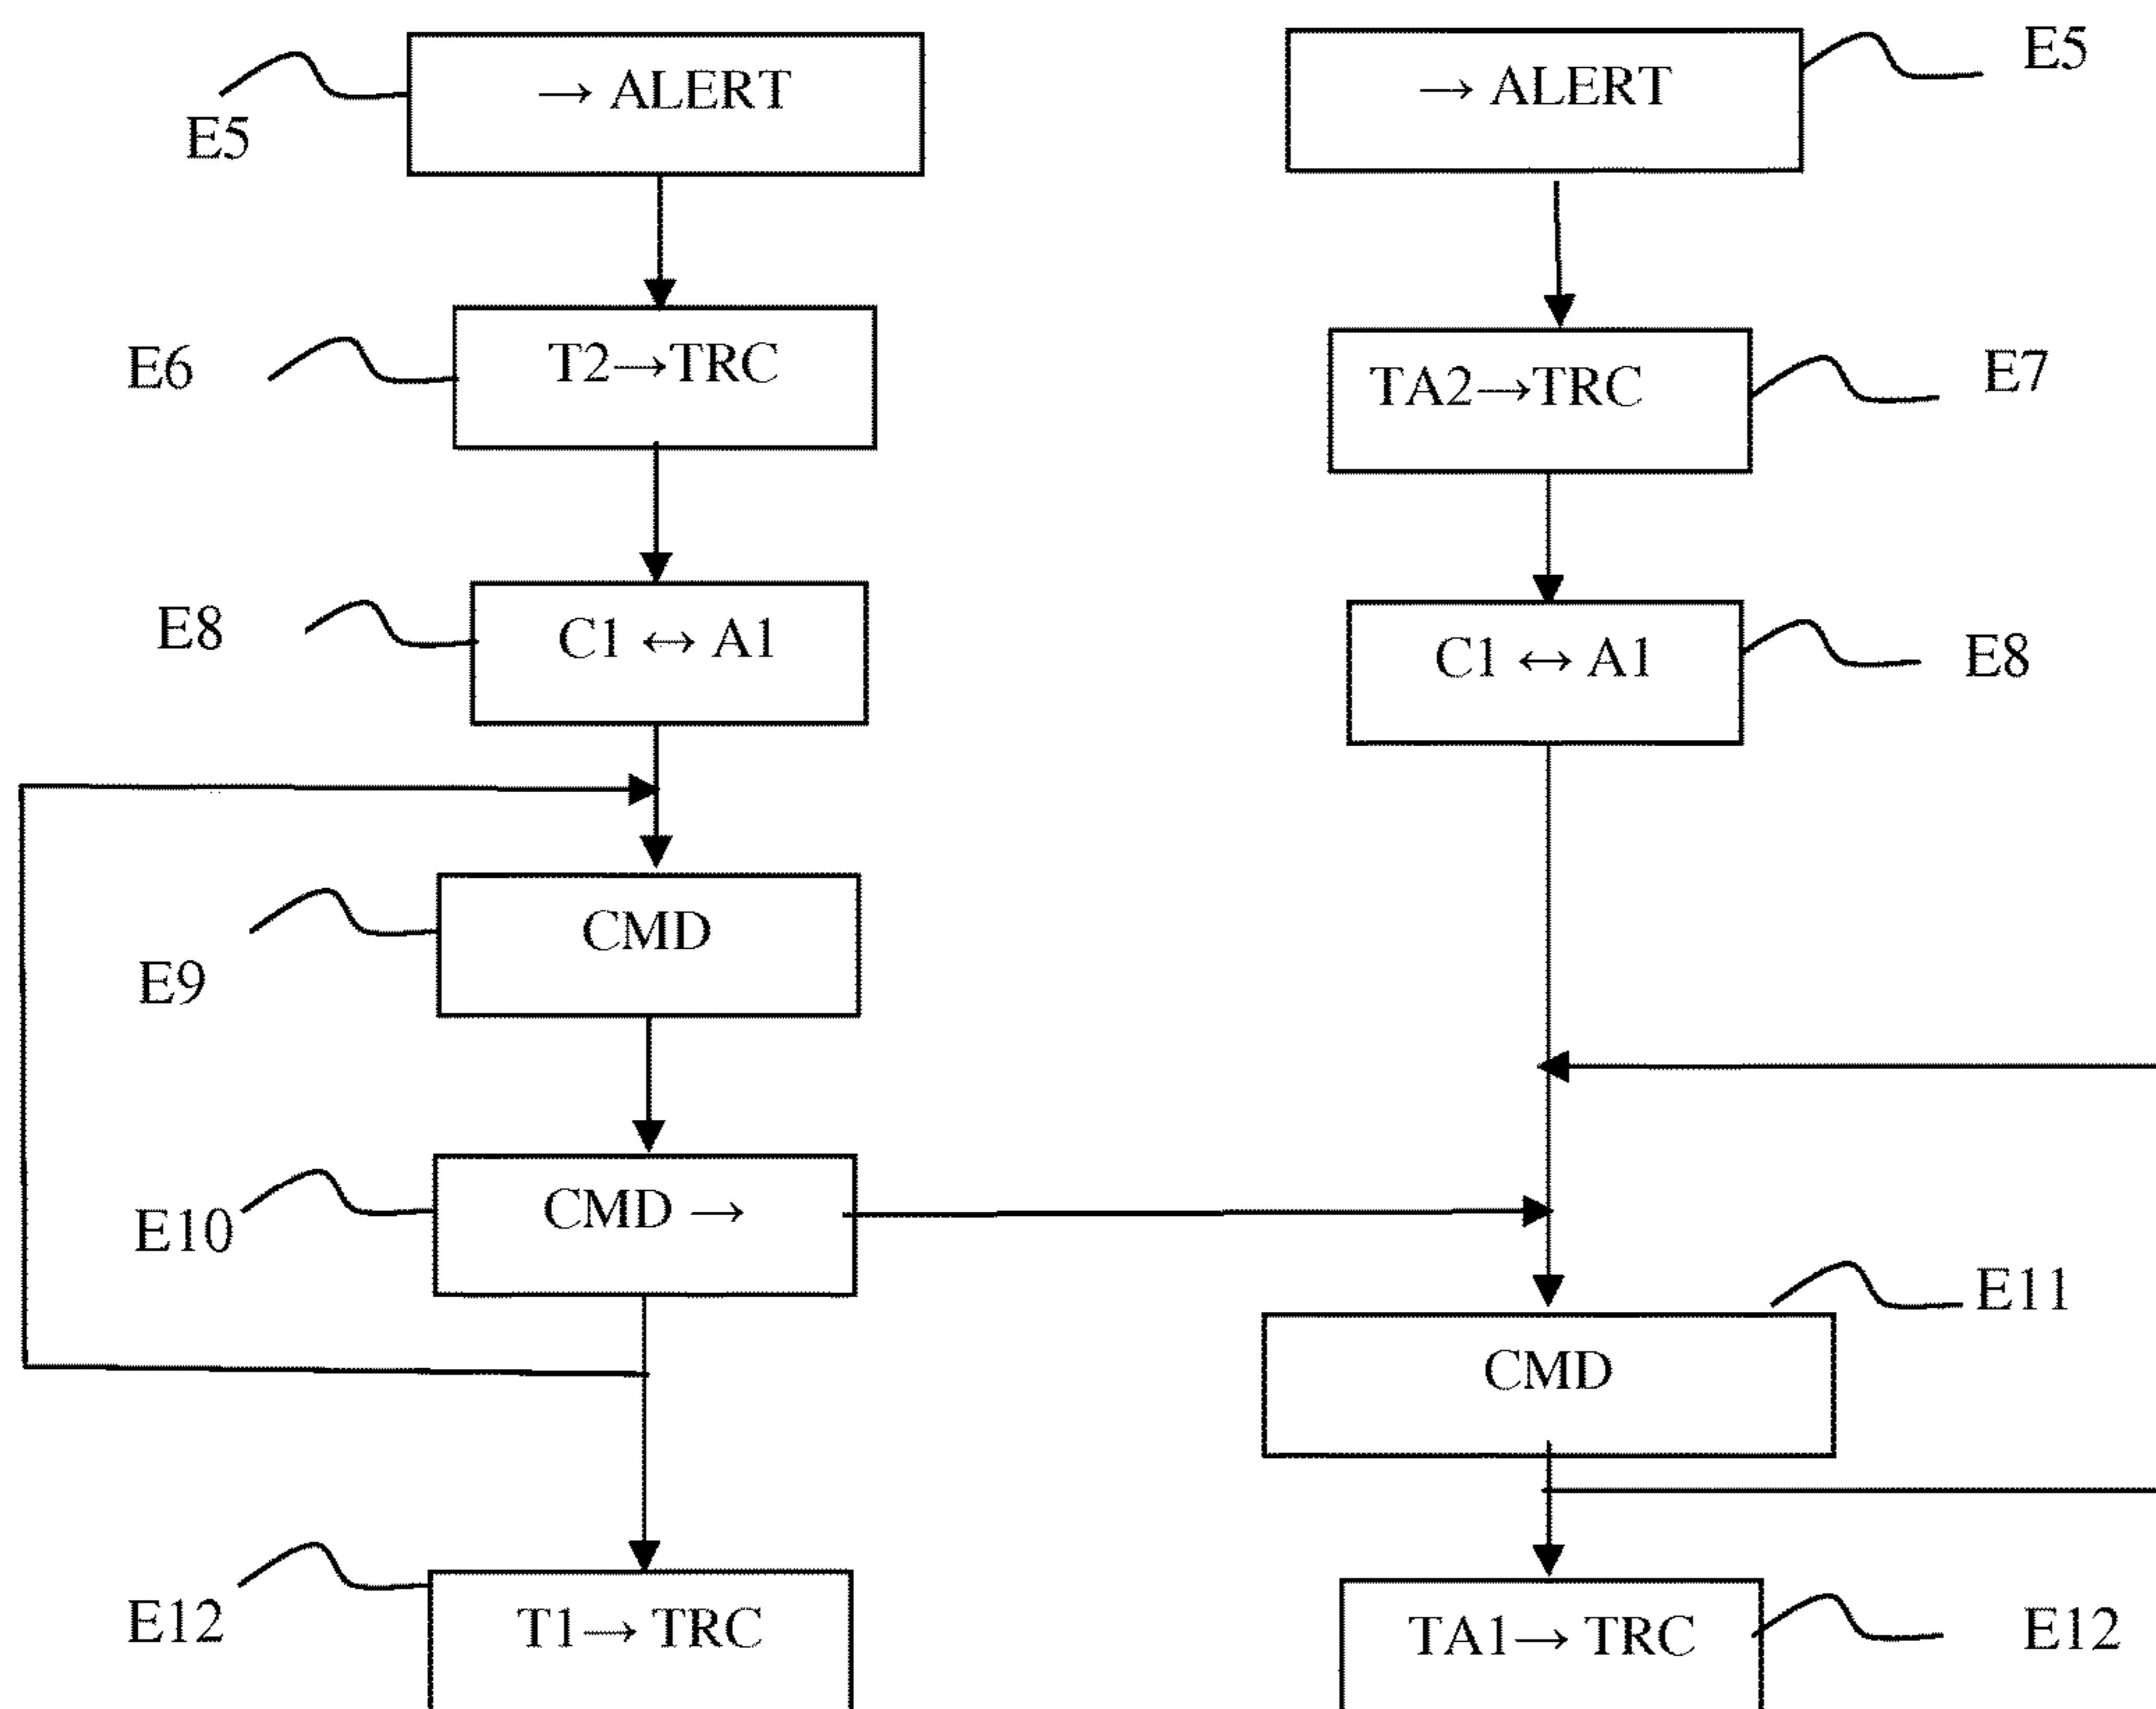 → ALERT
E5
T2→TRC
E6
C1 ↔ A1
E8
CMD
E9
CMD →
E10
T1→ TRC
E12
→ ALERT
E5
TA2→TRC
E7
C1 ↔ A1
E8
E11
CMD
TA1→ TRC
E12